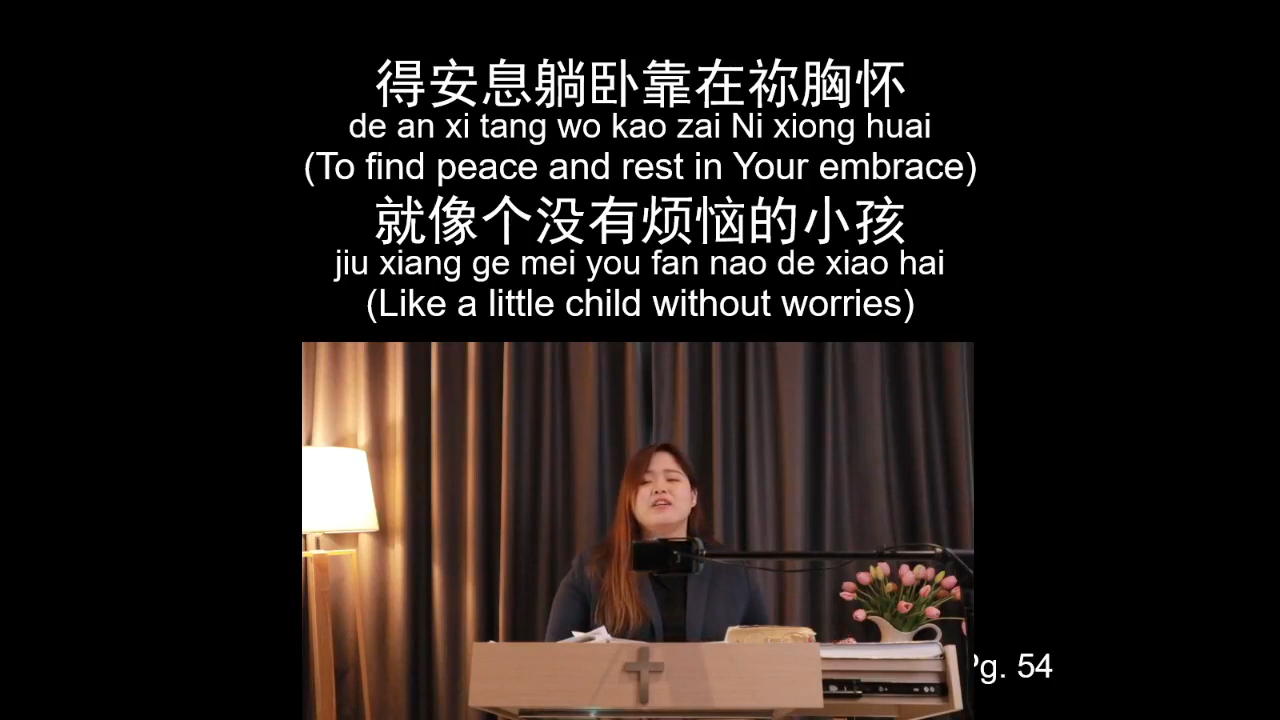 得安息躺卧靠在祢胸怀
de an xi tang wo kao zai Ni xiong huai
(To find peace and rest in Your embrace)
就像个没有烦恼的小孩
jiu xiang ge mei you fan nao de xiao hai
(Like a little child without worries)
Pg. 54